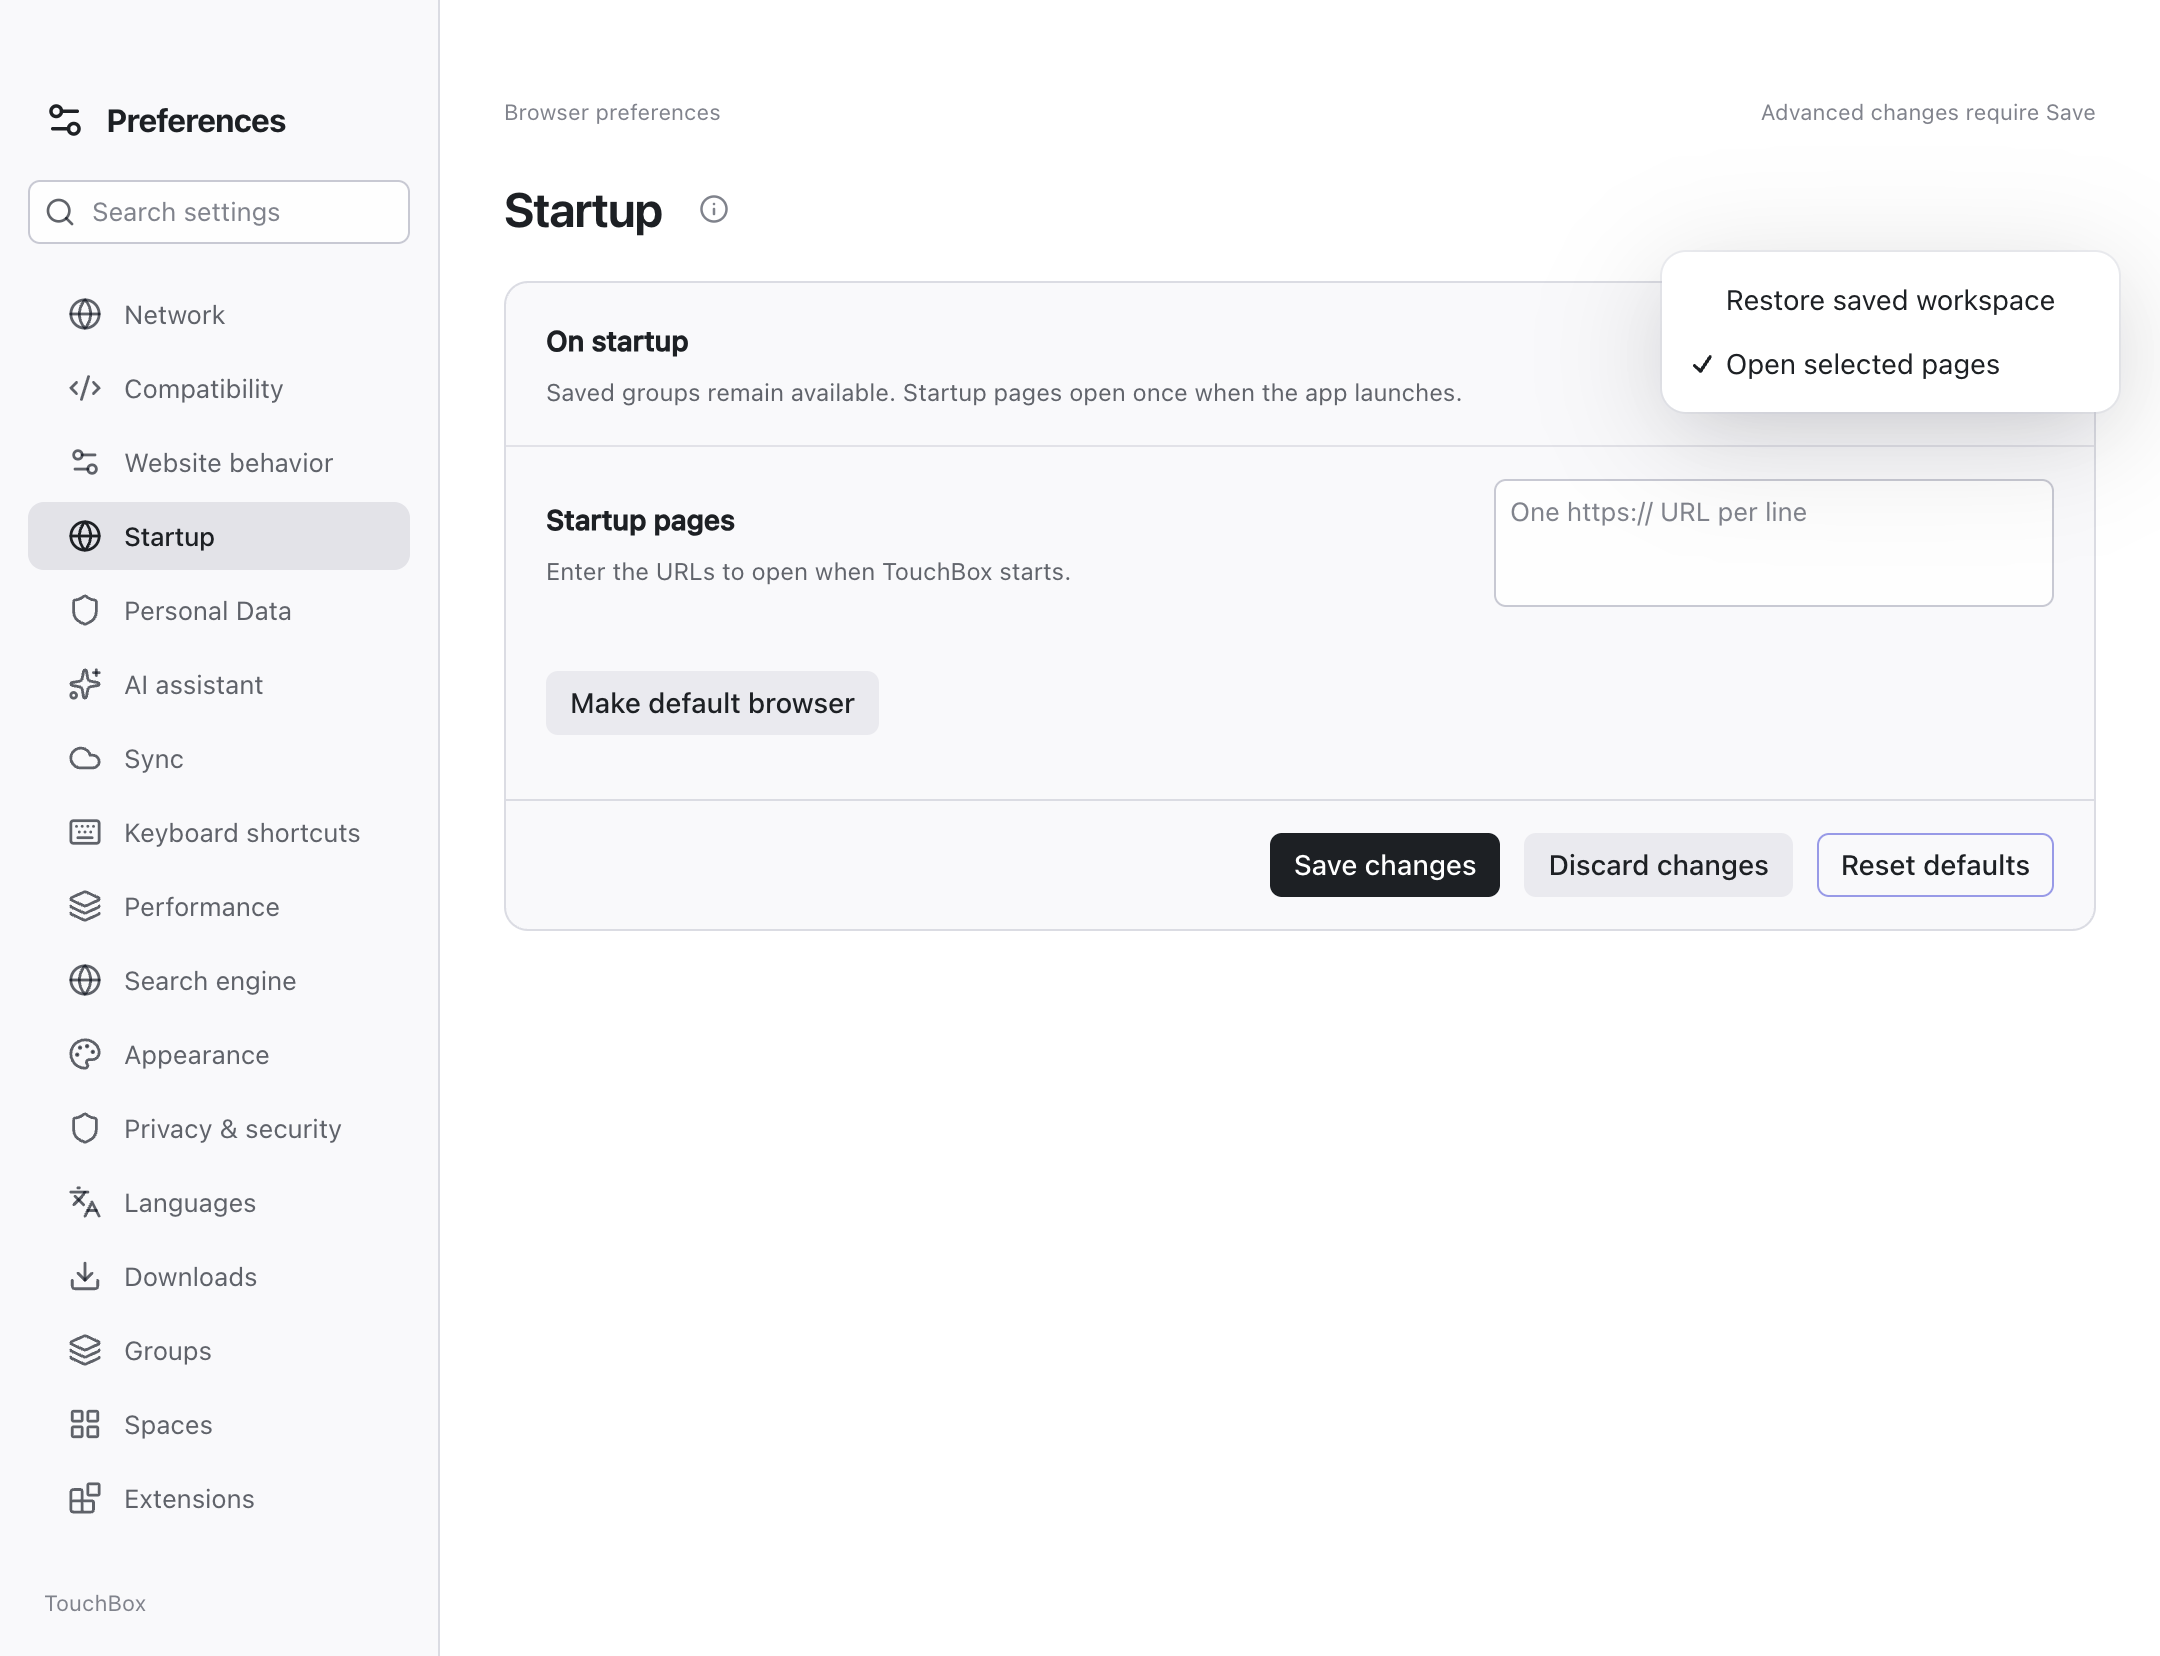 Preferences
Search settings
Network
Compatibility
Website behavior
Startup
Personal Data
AI assistant
Sync
Keyboard shortcuts
Performance
Search engine
Appearance
Privacy & security
Languages
Downloads
Groups
Spaces
Extensions
TouchBox
Browser preferences
Advanced changes require Save
Startup
On startup
Saved groups remain available. Startup pages open once when the app launches.
Restore saved workspace
Open selected pages
Startup pages
Enter the URLs to open when TouchBox starts.
One https:// URL per line
Make default browser
Save changes
Discard changes
Reset defaults